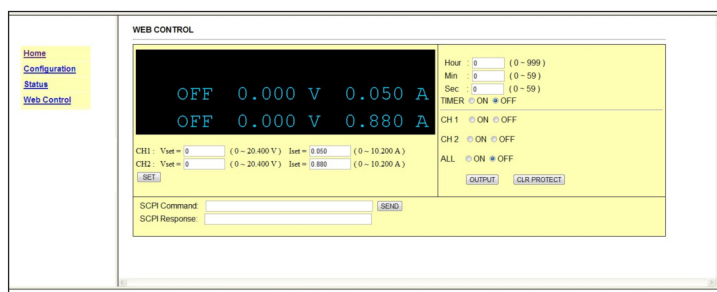 WEB CONTROL
Home
Configuration
Status
Web Control
OFF 0.000 V 0.050 A
OFF 0.000 V 0.880 A
CH1 : Vset = 0 ( 0 ~ 20.400 V ) Iset = 0.050 ( 0 ~ 10.200 A )
CH2 : Vset = 0 ( 0 ~ 20.400 V ) Iset = 0.880 ( 0 ~ 10.200 A )
SET
Hour : 0 ( 0 ~ 999 )
Min : 0 ( 0 ~ 59 )
Sec : 0 ( 0 ~ 59 )
TIMER ON OFF
CH 1 ON OFF
CH 2 ON OFF
ALL ON OFF
OUTPUT CLR PROTECT
SCPI Command: SEND
SCPI Response: